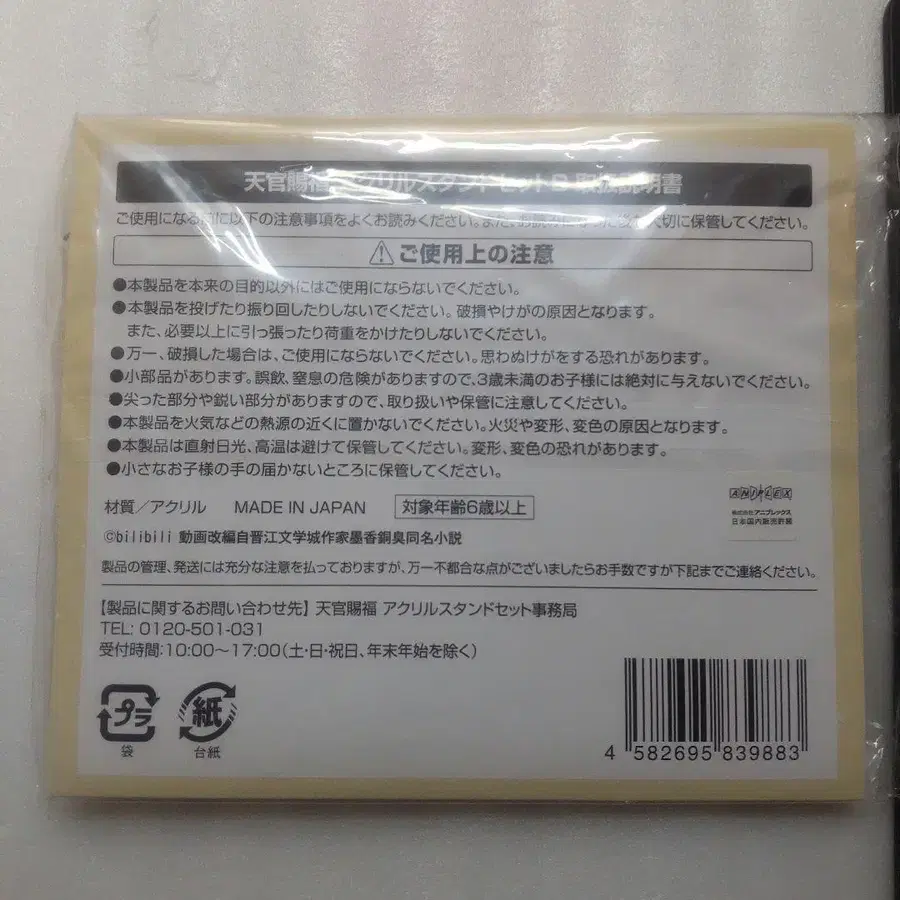 天官賜福 アクリルスタンドセットB 取扱説明書
ご使用になる前に以下の注意事項をよくお読みください。また、お読みになった後も大切に保管してください。
⚠ご使用上の注意
●本製品を本来の目的以外にはご使用にならないでください。
●本製品を投げたり振り回したりしないでください。破損やけがの原因となります。
また、必要以上に引っ張ったり荷重をかけたりしないでください。
●万一、破損した場合は、ご使用にならないでください。思わぬけがをする恐れがあります。
●小部品があります。誤飲、窒息の危険がありますので、3歳未満のお子様には絶対に与えないでください。
●尖った部分や鋭い部分がありますので、取り扱いや保管に注意してください。
●本製品を火気などの熱源の近くに置かないでください。火災や変形、変色の原因となります。
●本製品は直射日光、高温は避けて保管してください。変形、変色の恐れがあります。
●小さなお子様の手の届かないところに保管してください。
材質／アクリル MADE IN JAPAN 対象年齢6歳以上
ANIPLEX
株式会社アニプレックス
日本国内販売許諾
©bilibili 動画改編自晋江文学城作家墨香銅臭同名小説
製品の管理、発送には充分な注意を払っておりますが、万一不都合な点がございましたらお手数ですが下記までご連絡ください。
【製品に関するお問い合わせ先】 天官賜福 アクリルスタンドセット事務局
TEL: 0120-501-031
受付時間：10:00～17:00（土・日・祝日、年末年始を除く）
プラ 紙
袋 台紙
4 582695 839883